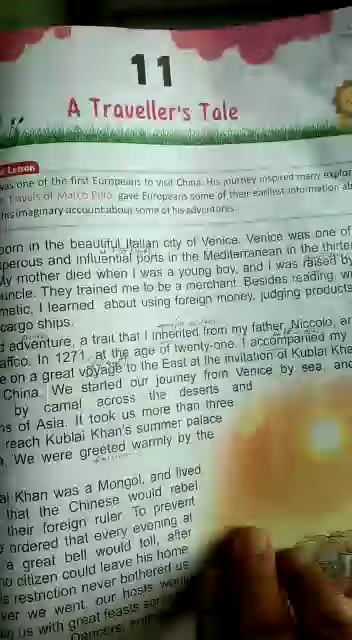 11
A Traveller's Tale
Lesson
was one of the first Europeans to visit China. His journey inspired many explor
Travels of Marco Polo, gave Europeans some of their earliest information ab
his imaginary account about some of his adventures.
born in the beautiful Italian city of Venice. Venice was one of
perous and influential ports in the Mediterranean in the thirte
My mother died when I was a young boy, and I was raised by
uncle. They trained me to be a merchant. Besides reading, w
metic, I learned about using foreign money, judging products
cargo ships.
d adventure, a trait that I inherited from my father, Niccolo, an
affco. In 1271, at the age of twenty-one, I accompanied my
e on a great voyage to the East at the invitation of Kublai Kha
China. We started our journey from Venice by sea, and
by camel across the deserts and
ns of Asia. It took us more than three
reach Kublai Khan's summer palace
. We were greeted warmly by the
ai Khan was a Mongol, and lived
that the Chinese would rebel
their foreign ruler. To prevent
ordered that every evening at
a great bell would toll, after
no citizen could leave his home
is restriction never bothered us
ver we went, our hosts
us with great feasts
Dancers,